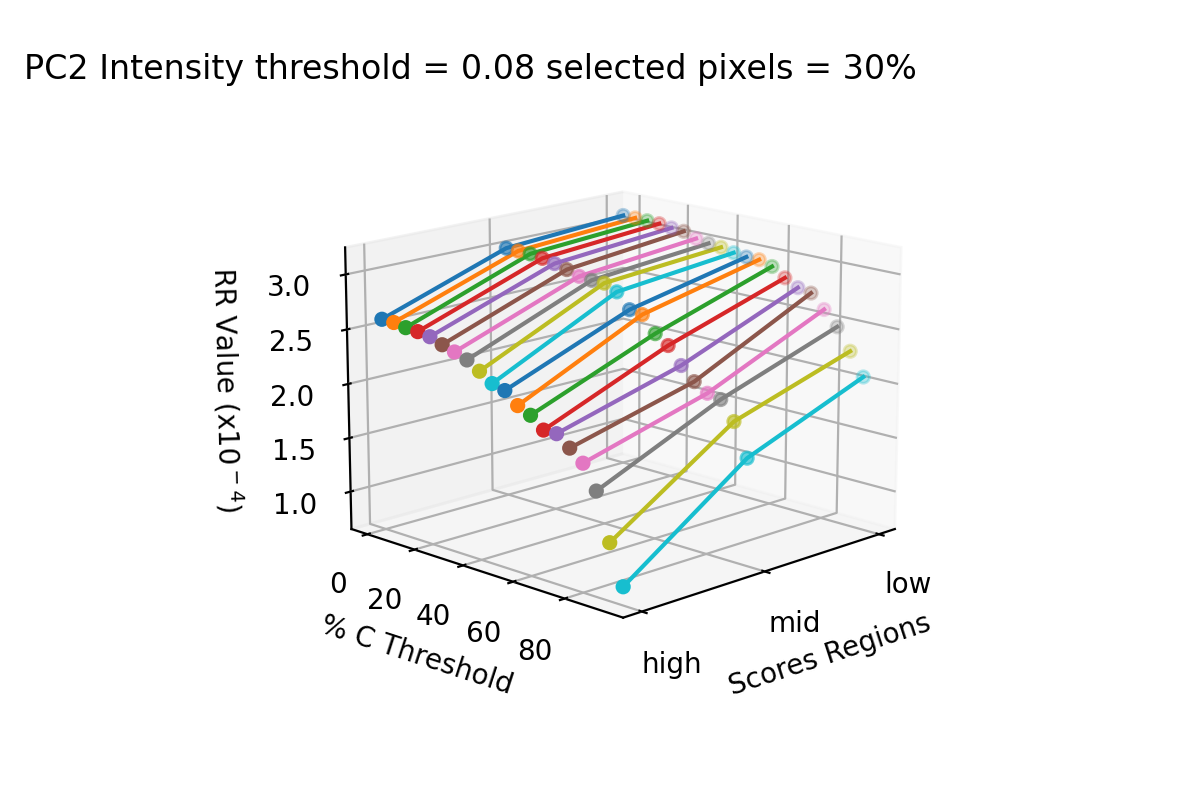 PC2 Intensity threshold = 0.08 selected pixels = 30%
RR Value (x10⁻⁴)
3.0
2.5
2.0
1.5
1.0
0
20
40
60
80
% C Threshold
high
mid
low
Scores Regions